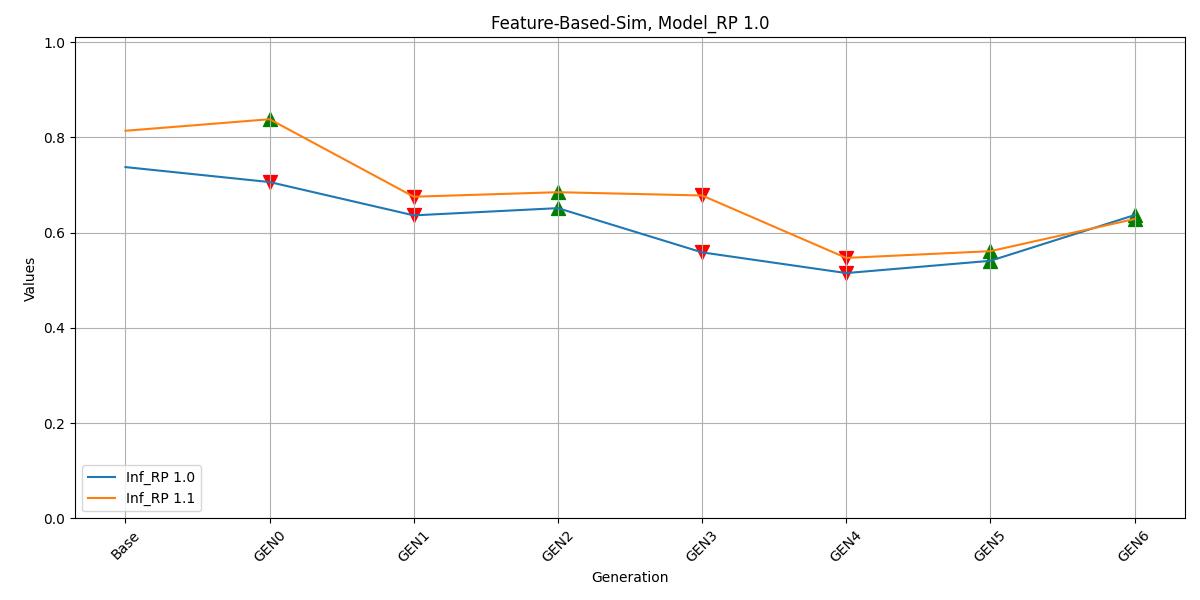 Feature-Based-Sim, Model_RP 1.0
Values
1.0
0.8
0.6
0.4
0.2
0.0
Inf_RP 1.0
Inf_RP 1.1
Base
GEN0
GEN1
GEN2
GEN3
GEN4
GEN5
GEN6
Generation